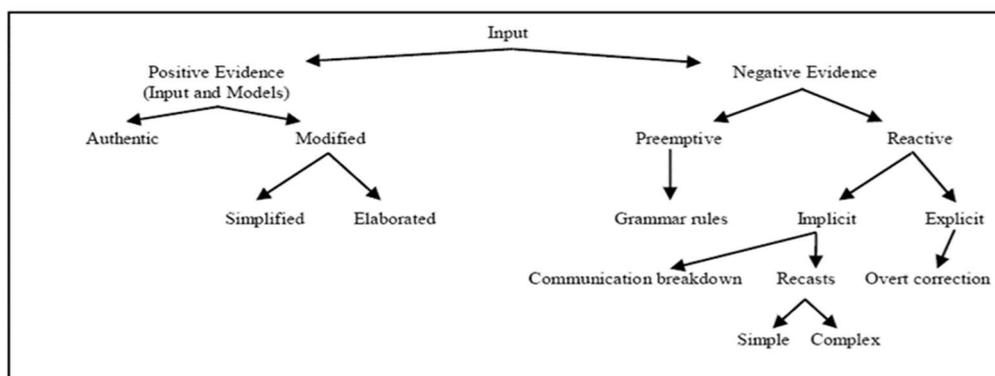 Input
Positive Evidence
(Input and Models)
Negative Evidence
Authentic
Modified
Preemptive
Reactive
Simplified
Elaborated
Grammar rules
Implicit
Explicit
Communication breakdown
Recasts
Overt correction
Simple
Complex